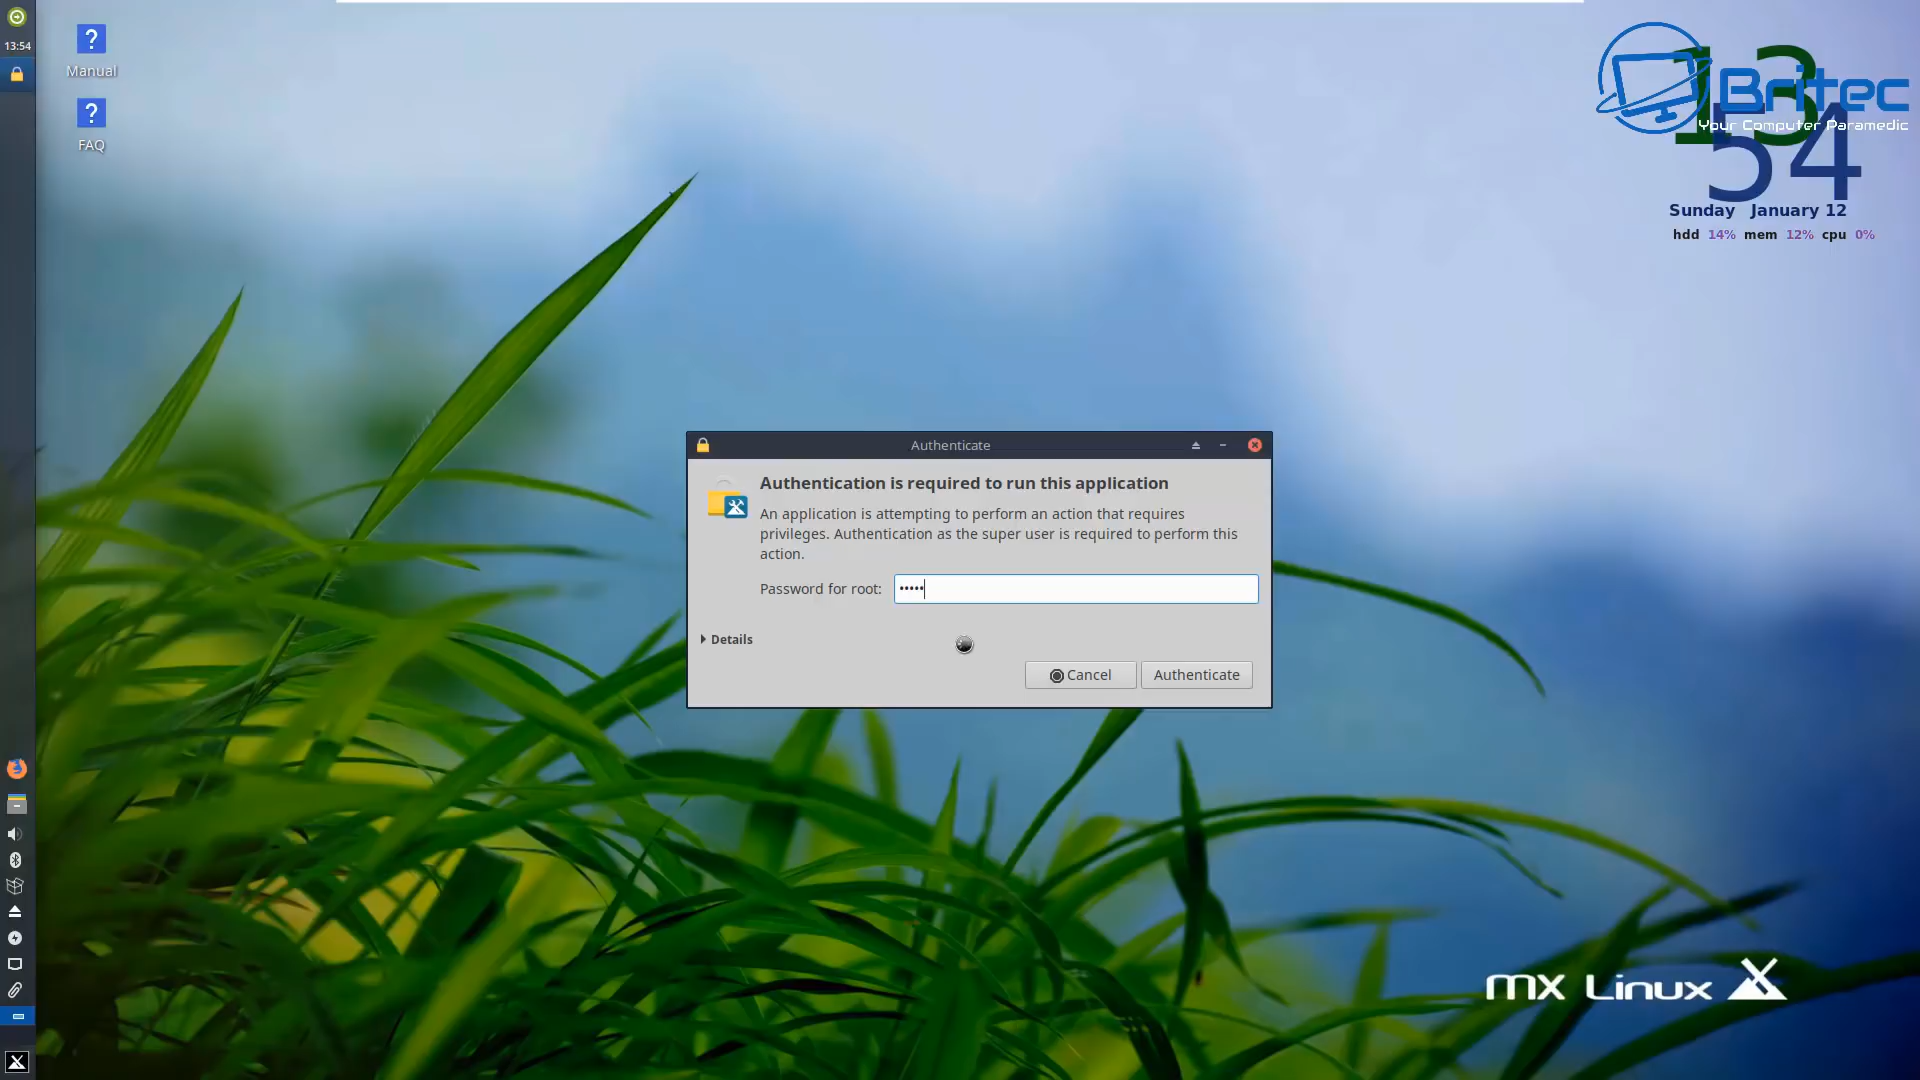 13:54
Manual
FAQ
13
54
Britec
Your Computer Paramedic
Sunday January 12
hdd 14% mem 12% cpu 0%
Authenticate
Authentication is required to run this application
An application is attempting to perform an action that requires
privileges. Authentication as the super user is required to perform this
action.
Password for root: •••••
Details
Cancel
Authenticate
mx Linux